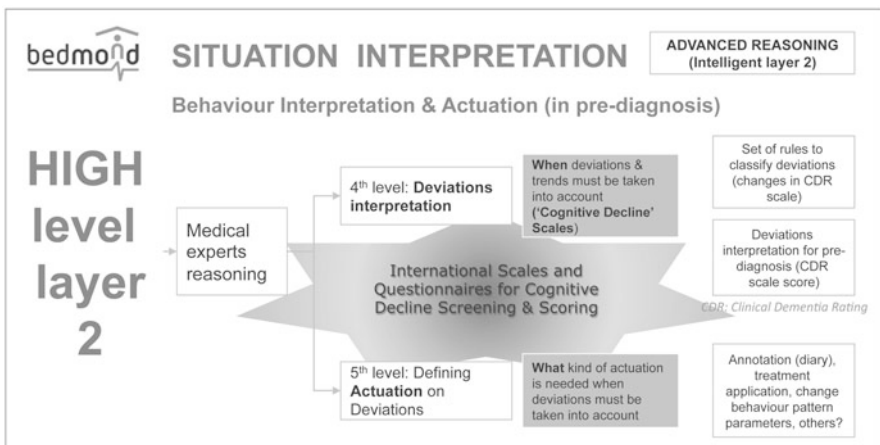 bedmond
SITUATION INTERPRETATION
ADVANCED REASONING
(Intelligent layer 2)
Behaviour Interpretation & Actuation (in pre-diagnosis)
HIGH
level
layer
2
Medical
experts
reasoning
4th level: Deviations
interpretation
When deviations &
trends must be taken
into account
('Cognitive Decline'
Scales)
Set of rules to
classify deviations
(changes in CDR
scale)
International Scales and
Questionnaires for Cognitive
Decline Screening & Scoring
Deviations
interpretation for pre-
diagnosis (CDR
scale score)
CDR: Clinical Dementia Rating
5th level: Defining
Actuation on
Deviations
What kind of actuation
is needed when
deviations must be
taken into account
Annotation (diary),
treatment
application, change
behaviour pattern
parameters, others?